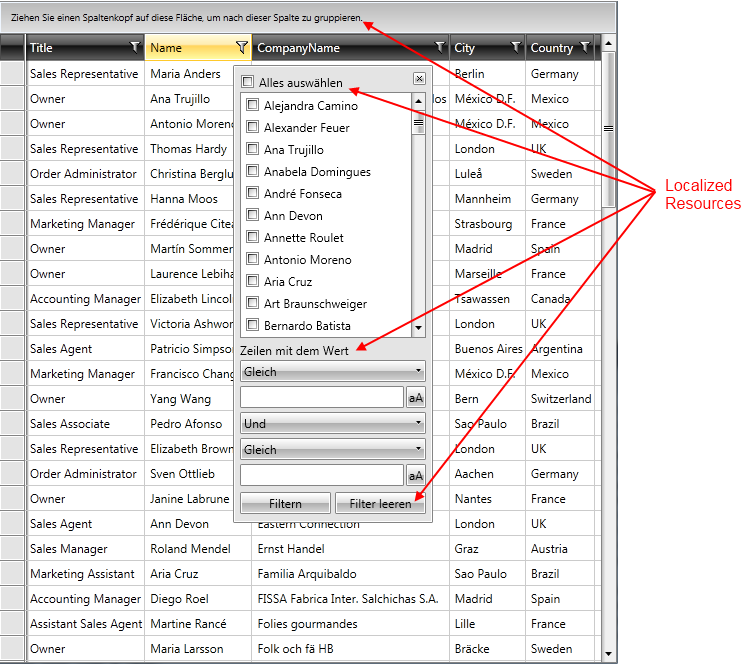 Ziehen Sie einen Spaltenkopf auf diese Fläche, um nach dieser Spalte zu gruppieren.
Title Name CompanyName City Country
Sales Representative Maria Anders Berlin Germany
Owner Ana Trujillo los México D.F. Mexico
Owner Antonio Moreno México D.F. Mexico
Sales Representative Thomas Hardy London UK
Order Administrator Christina Berglu Luleå Sweden
Sales Representative Hanna Moos Mannheim Germany
Marketing Manager Frédérique Citea Strasbourg France
Owner Martín Sommer Madrid Spain
Owner Laurence Lebiha Marseille France
Accounting Manager Elizabeth Lincol Tsawassen Canada
Sales Representative Victoria Ashwor London UK
Sales Agent Patricio Simpso Buenos Aires Argentina
Marketing Manager Francisco Chang México D.F. Mexico
Owner Yang Wang Bern Switzerland
Sales Associate Pedro Afonso Sao Paulo Brazil
Sales Representative Elizabeth Brown London UK
Order Administrator Sven Ottlieb Aachen Germany
Owner Janine Labrune Nantes France
Sales Agent Ann Devon Eastern Connection London UK
Sales Manager Roland Mendel Ernst Handel Graz Austria
Marketing Assistant Aria Cruz Familia Arquibaldo Sao Paulo Brazil
Accounting Manager Diego Roel FISSA Fabrica Inter. Salchichas S.A. Madrid Spain
Assistant Sales Agent Martine Rancé Folies gourmandes Lille France
Owner Maria Larsson Folk och fä HB Bräcke Sweden
Alles auswählen
Alejandra Camino
Alexander Feuer
Ana Trujillo
Anabela Domingues
André Fonseca
Ann Devon
Annette Roulet
Antonio Moreno
Aria Cruz
Art Braunschweiger
Bernardo Batista
Zeilen mit dem Wert
Gleich
aA
Und
Gleich
aA
Filtern Filter leeren
Localized
Resources